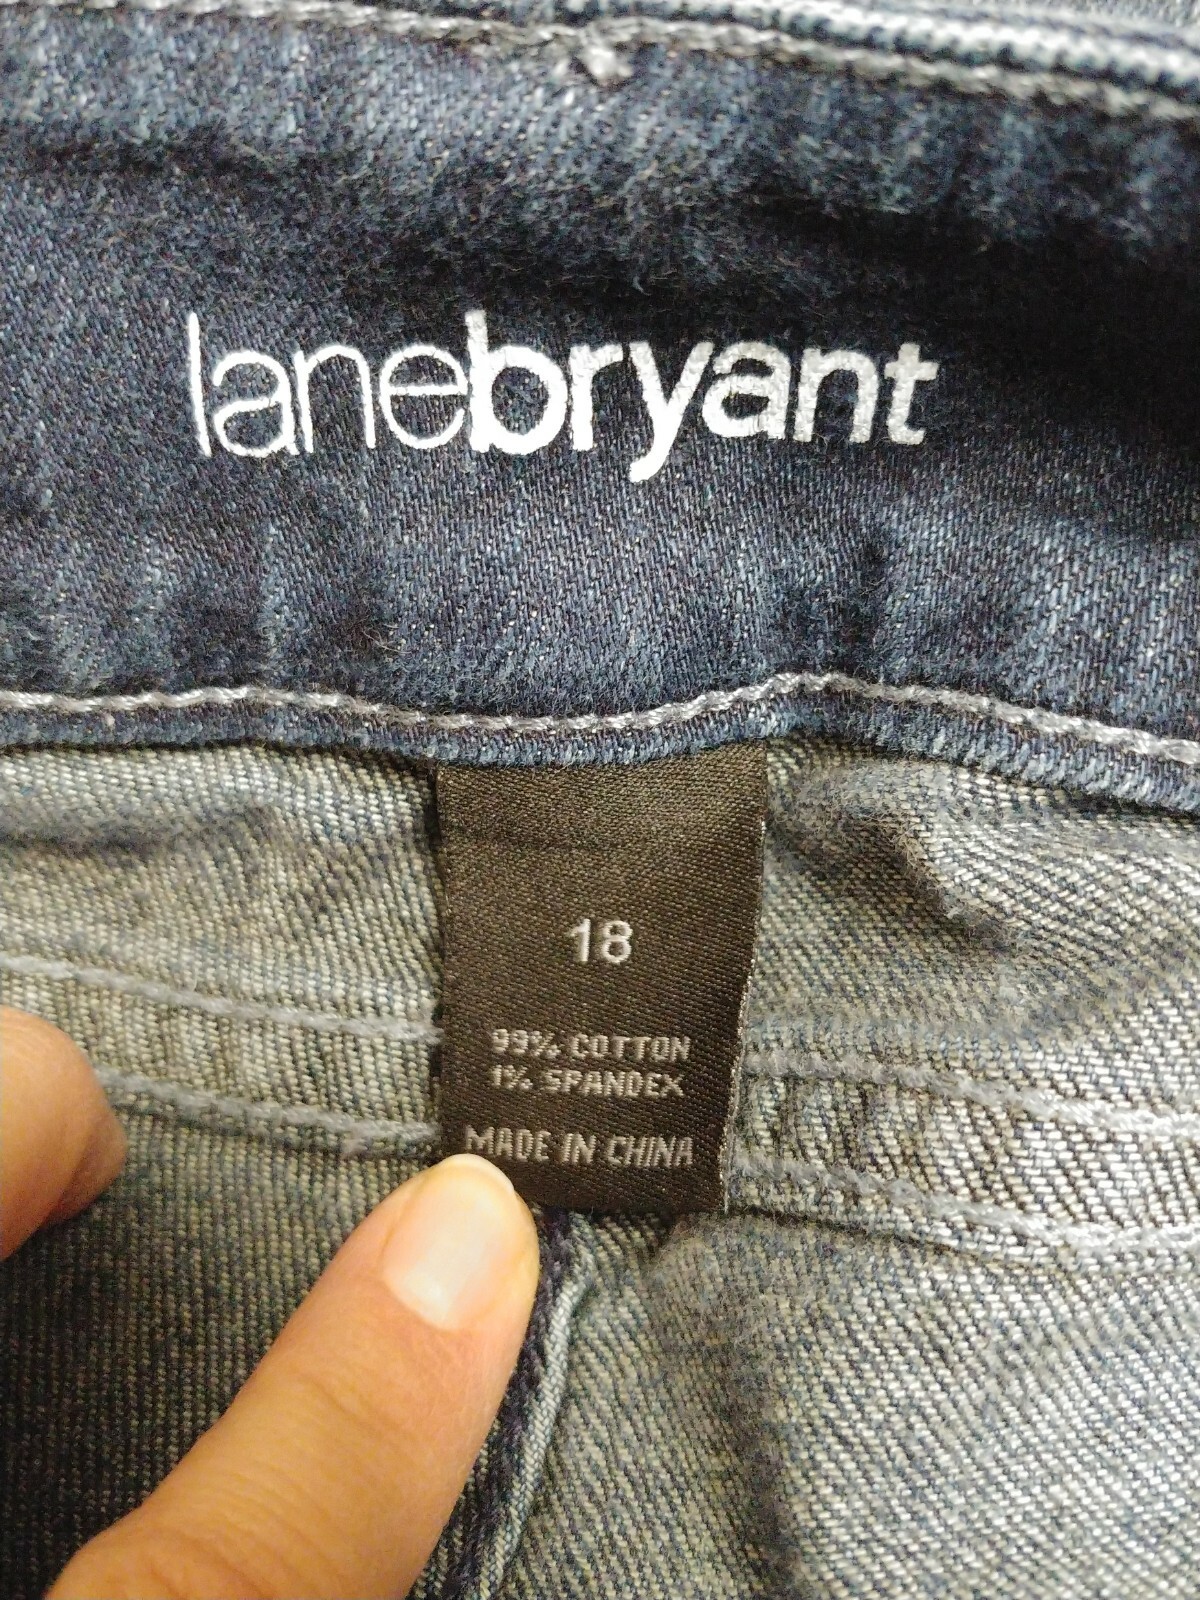 lanebryant
18
99% COTTON
1% SPANDEX
MADE IN CHINA